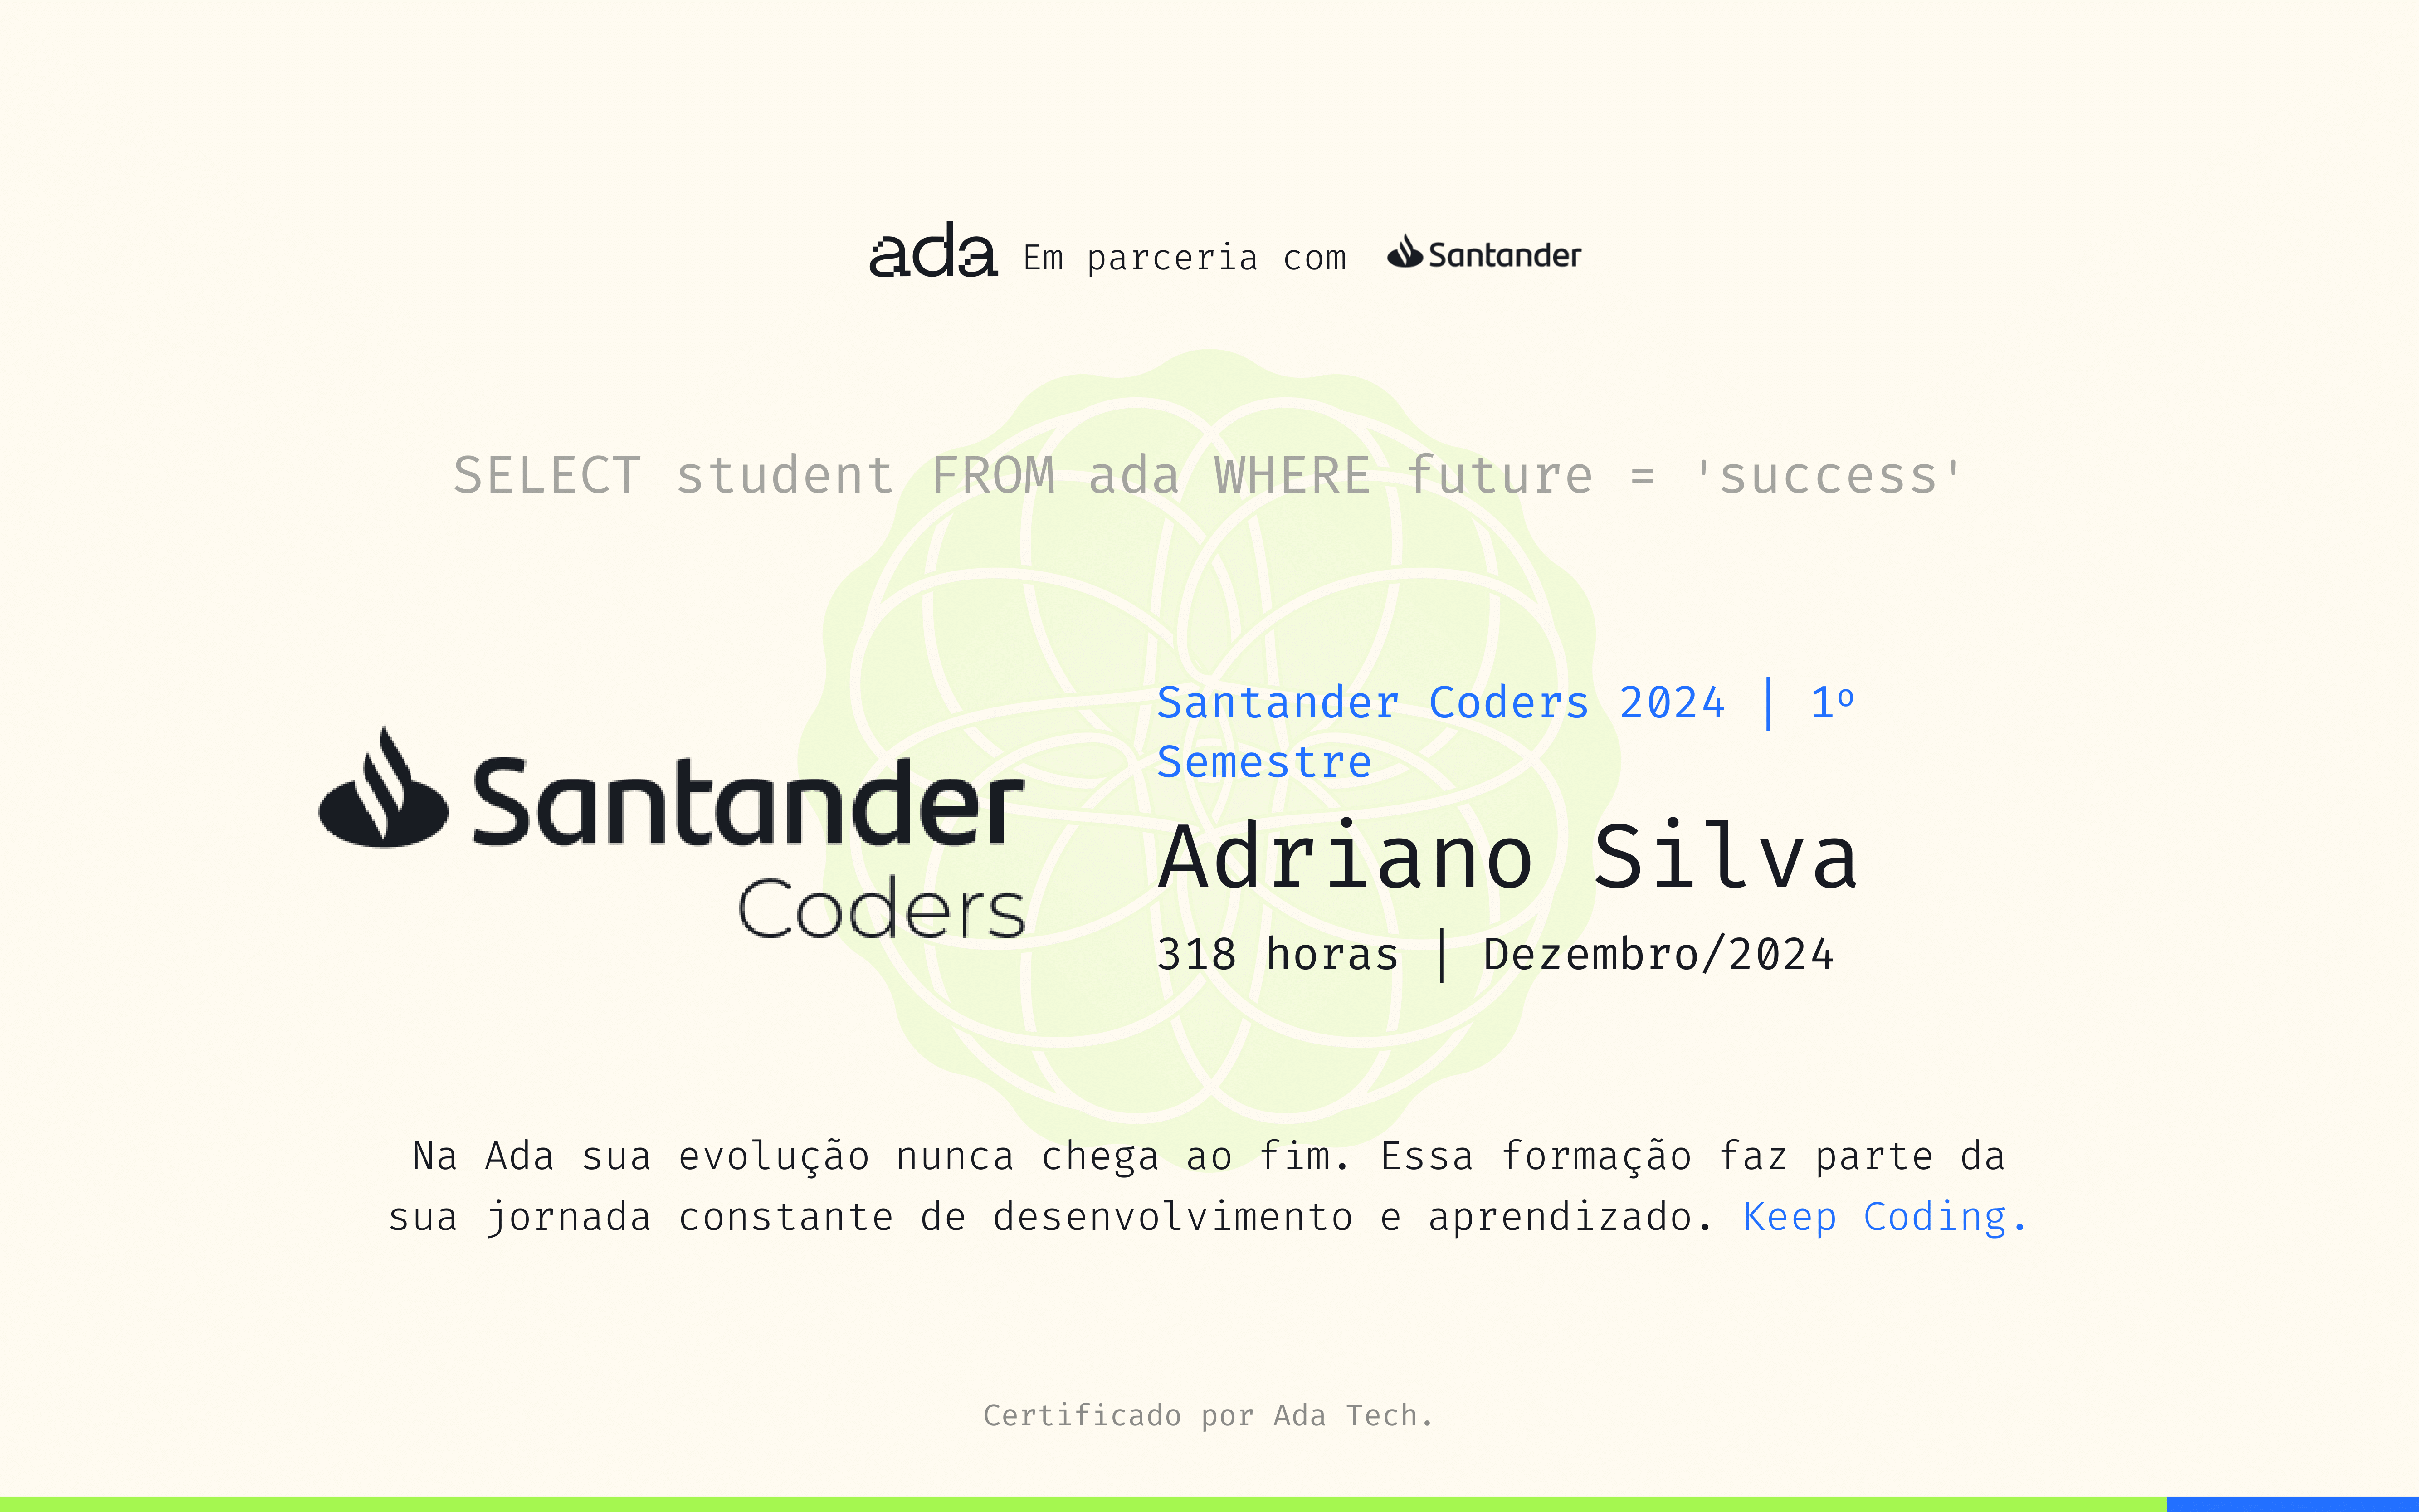 ada Em parceria com Santander
SELECT student FROM ada WHERE future = 'success'
Santander
Coders
Santander Coders 2024 | 1º
Semestre
Adriano Silva
318 horas | Dezembro/2024
Na Ada sua evolução nunca chega ao fim. Essa formação faz parte da
sua jornada constante de desenvolvimento e aprendizado. Keep Coding.
Certificado por Ada Tech.